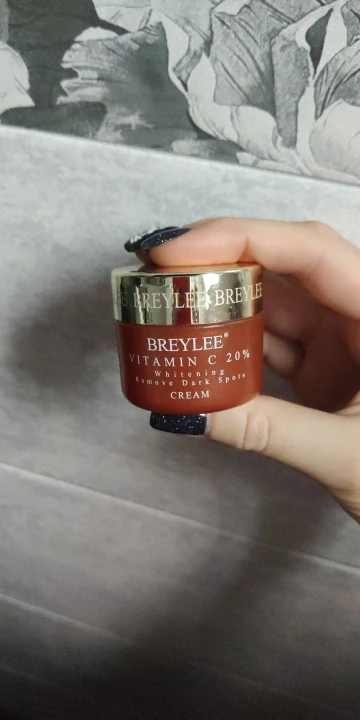 BREYLEE BREYLEE
BREYLEE®
VITAMIN C 20%
Whitening
Remove Dark Spots
CREAM